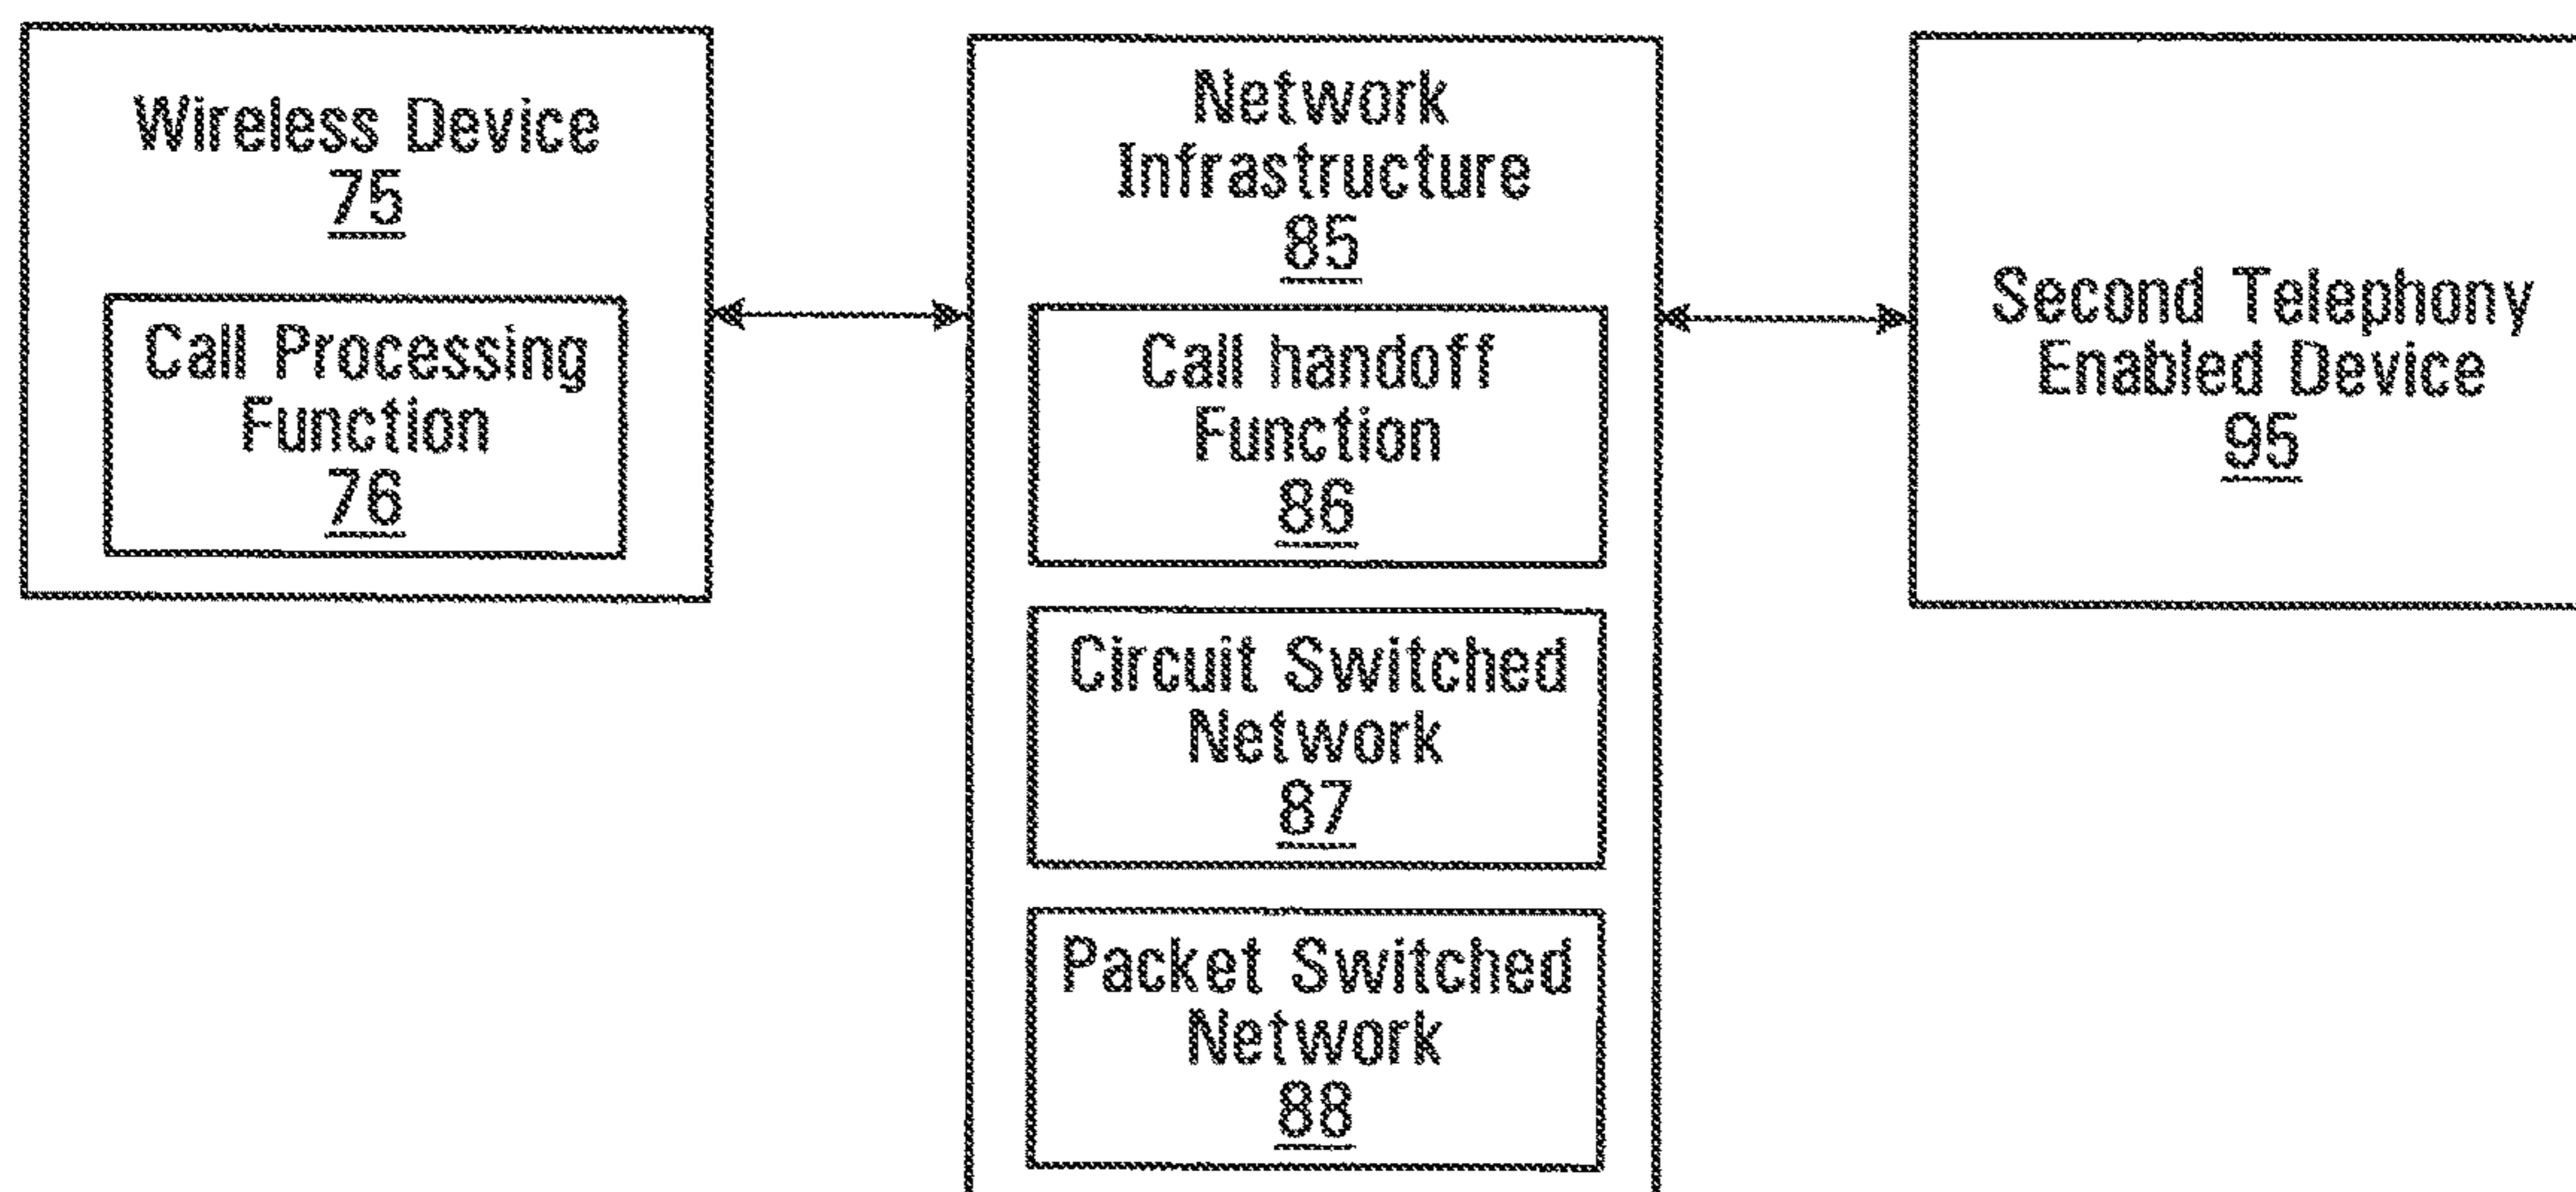 Wireless Device
75
Call Processing
Function
76
Network
Infrastructure
85
Call handoff
Function
86
Circuit Switched
Network
87
Packet Switched
Network
88
Second Telephony
Enabled Device
95